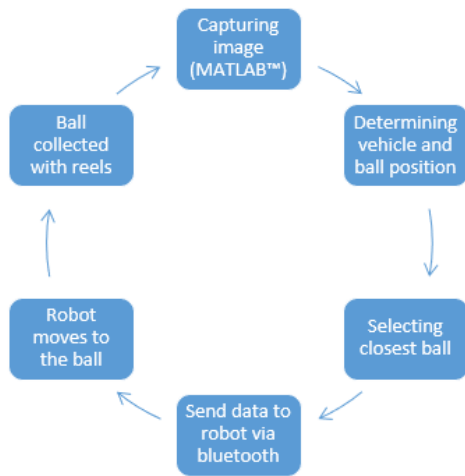 Capturing
image
(MATLAB™)
Determining
vehicle and
ball position
Selecting
closest ball
Send data to
robot via
bluetooth
Robot
moves to
the ball
Ball
collected
with reels